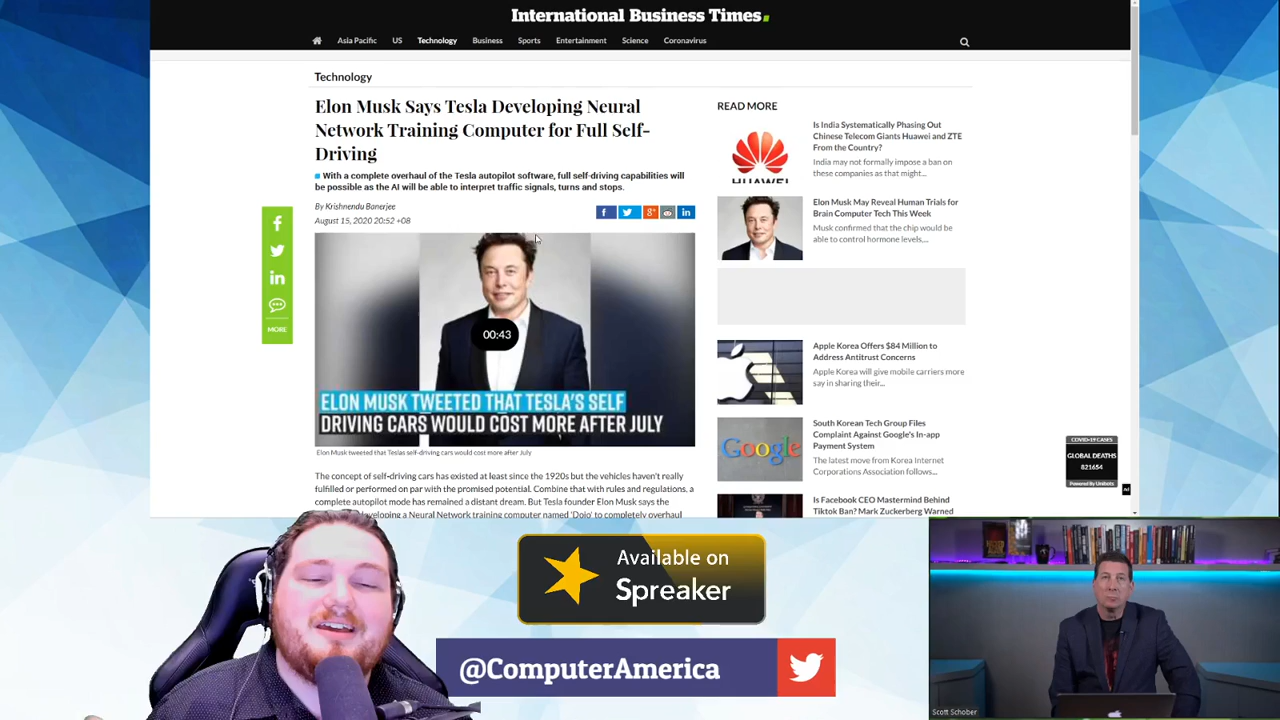 International Business Times.
Asia Pacific US Technology Business Sports Entertainment Science Coronavirus
Technology
Elon Musk Says Tesla Developing Neural
Network Training Computer for Full Self-
Driving
With a complete overhaul of the Tesla autopilot software, full self-driving capabilities will
be possible as the AI will be able to interpret traffic signals, turns and stops.
By Krishnendu Banerjee
August 15, 2020 20:52 +08
MORE
00:43
ELON MUSK TWEETED THAT TESLA'S SELF
DRIVING CARS WOULD COST MORE AFTER JULY
Elon Musk tweeted that Teslas self-driving cars would cost more after July
The concept of self-driving cars has existed at least since the 1920s but the vehicles haven't really
fulfilled or performed on par with the promised potential. Combine that with rules and regulations, a
complete autopilot mode has remained a distant dream. But Tesla founder Elon Musk says the
developing a Neural Network training computer named 'Dojo' to completely overhaul
READ MORE
HUAWEI
Is India Systematically Phasing Out
Chinese Telecom Giants Huawei and ZTE
From the Country?
India may not formally impose a ban on
these companies as that might...
Elon Musk May Reveal Human Trials for
Brain Computer Tech This Week
Musk confirmed that the chip would be
able to control hormone levels,...
Apple Korea Offers $84 Million to
Address Antitrust Concerns
Apple Korea will give mobile carriers more
say in sharing their...
Google
South Korean Tech Group Files
Complaint Against Google's In-app
Payment System
The latest move from Korea Internet
Corporations Association follows...
Is Facebook CEO Mastermind Behind
Tiktok Ban? Mark Zuckerberg Warned
COVID-19 CASES
GLOBAL DEATHS
821654
Powered By Unibots
Ad
Available on
Spreaker
@ComputerAmerica
Scott Schober